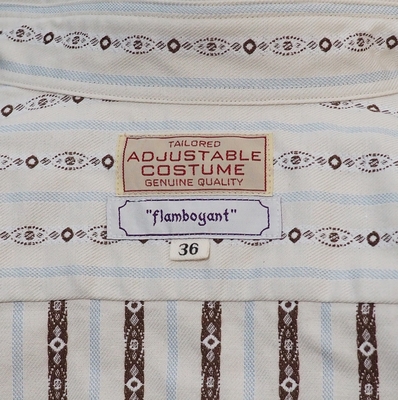 TAILORED
ADJUSTABLE
COSTUME
GENUINE QUALITY
"flamboyant"
36